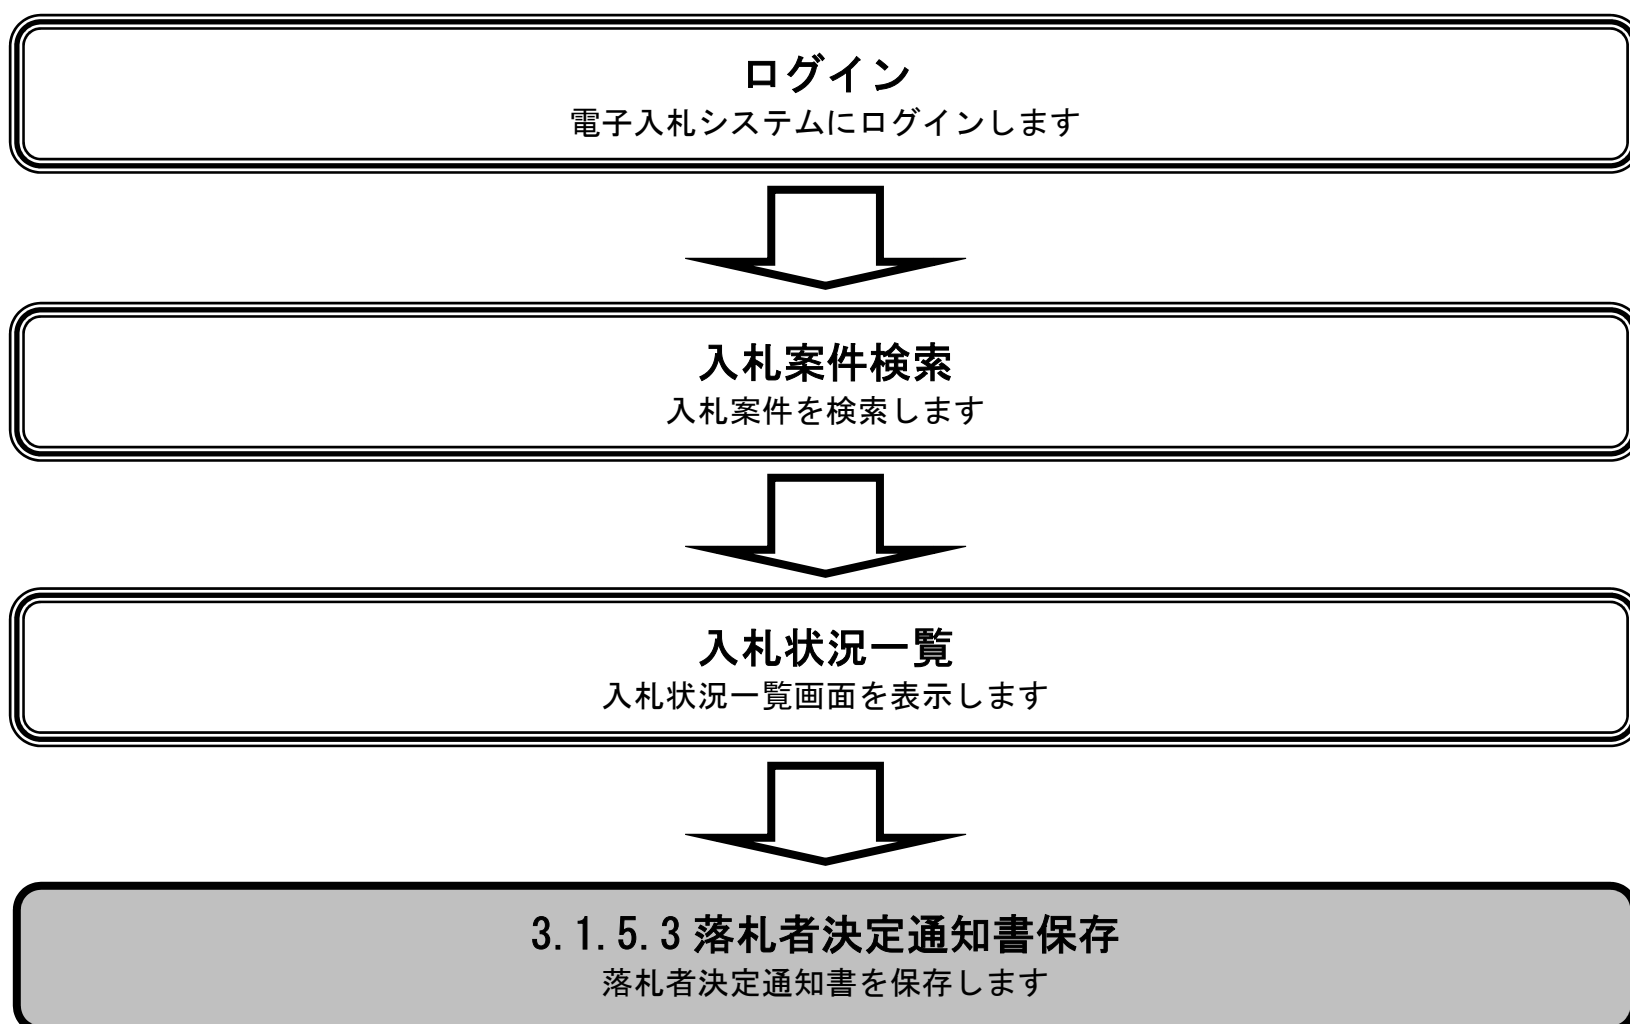 ログイン
電子入札システムにログインします
入札案件検索
入札案件を検索します
入札状況一覧
入札状況一覧画面を表示します
3.1.5.3 落札者決定通知書保存
落札者決定通知書を保存します